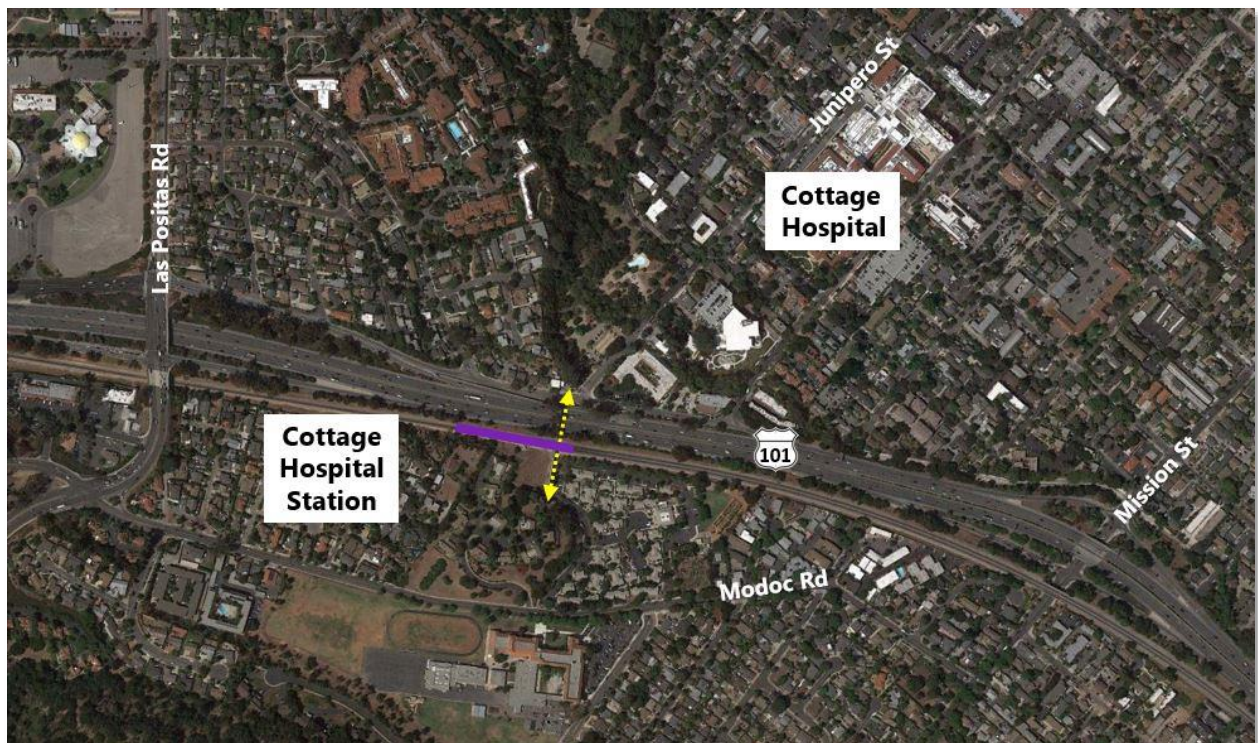 Las Positas Rd
Junipero St
Cottage
Hospital
Cottage
Hospital
Station
101
Mission St
Modoc Rd